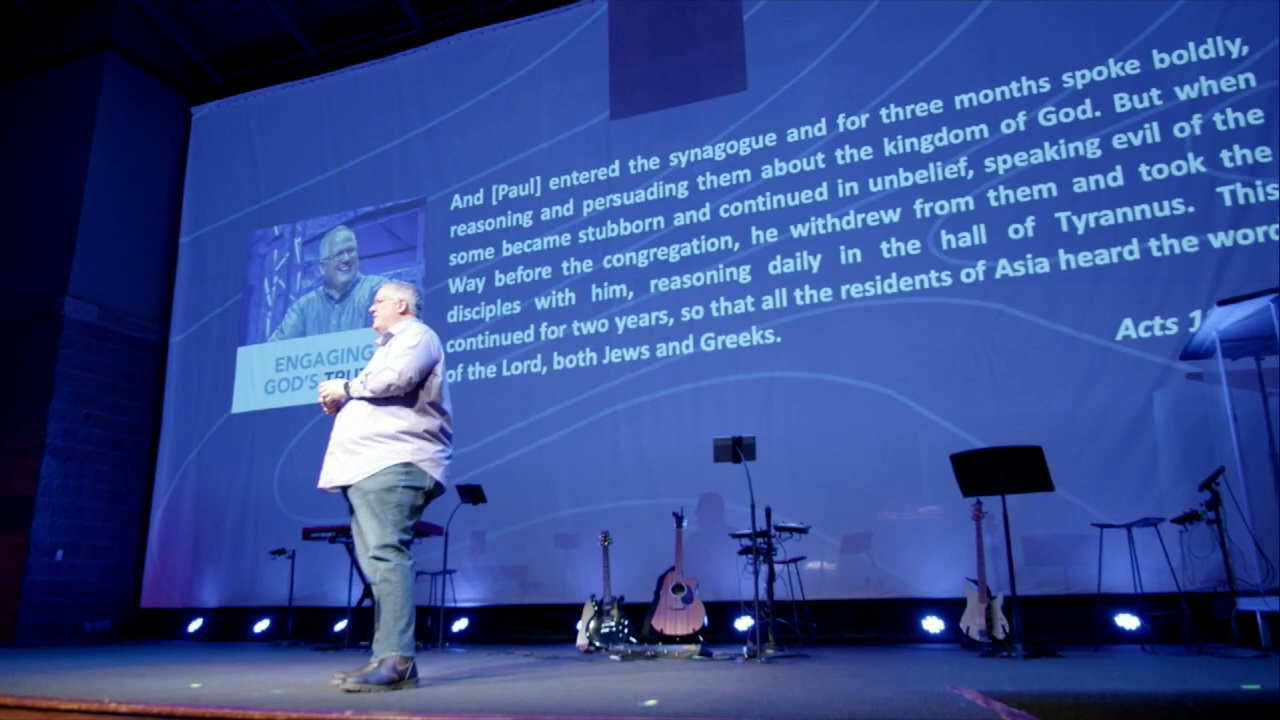 And [Paul] entered the synagogue and for three months spoke boldly,
reasoning and persuading them about the kingdom of God. But when
some became stubborn and continued in unbelief, speaking evil of the
Way before the congregation, he withdrew from them and took the
disciples with him, reasoning daily in the hall of Tyrannus. This
continued for two years, so that all the residents of Asia heard the word
of the Lord, both Jews and Greeks.
Acts
ENGAGING
GOD'S